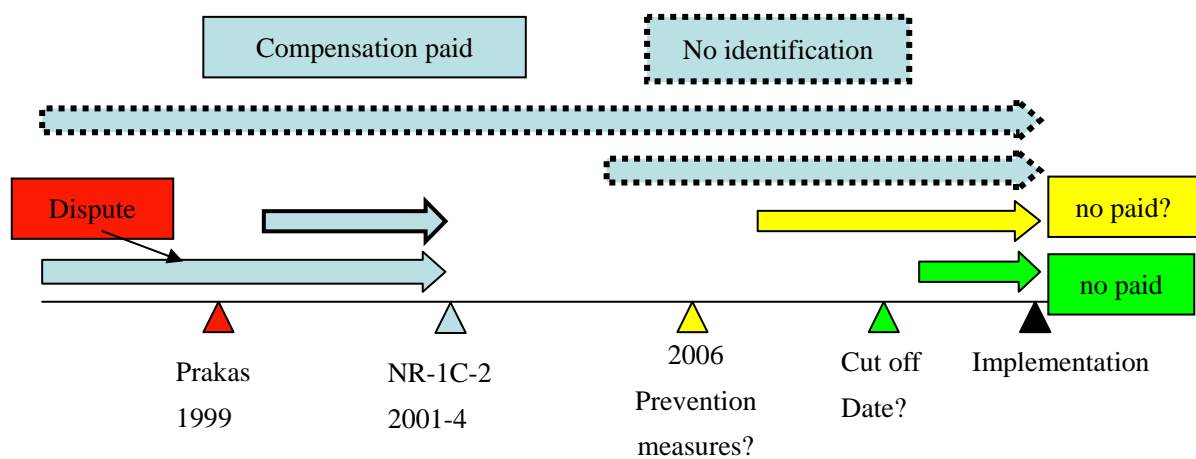 Compensation paid
No identification
Dispute
no paid?
no paid
Prakas
1999
NR-1C-2
2001-4
2006
Prevention
measures?
Cut off
Date?
Implementation